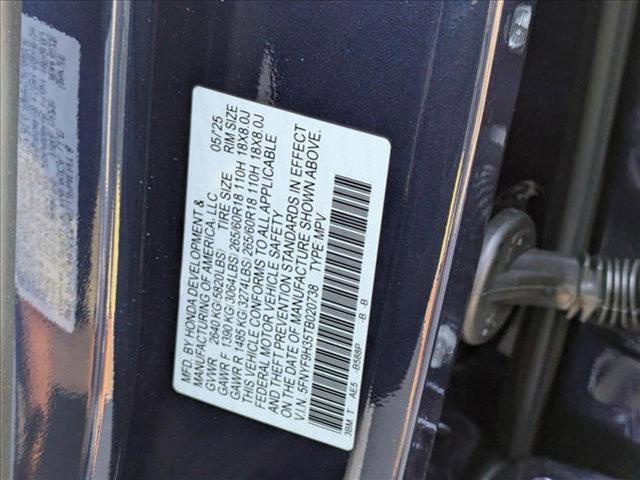 MFD. BY HONDA DEVELOPMENT &
MANUFACTURING OF AMERICA, LLC 05/25
GVWR 2640 KG(5820LBS) TIRE SIZE RIM SIZE
GAWR F 1390 KG(3064LBS) 265/60R18 110H 18X8.0J
GAWR R 1485 KG(3274LBS) 265/60R18 110H 18X8.0J
THIS VEHICLE CONFORMS TO ALL APPLICABLE
FEDERAL MOTOR VEHICLE SAFETY
AND THEFT PREVENTION STANDARDS IN EFFECT
ON THE DATE OF MANUFACTURE SHOWN ABOVE.
V.I.N. 5FNYF9H35TB020738 TYPE: MPV
3BM T AE5 -B588P .B .B